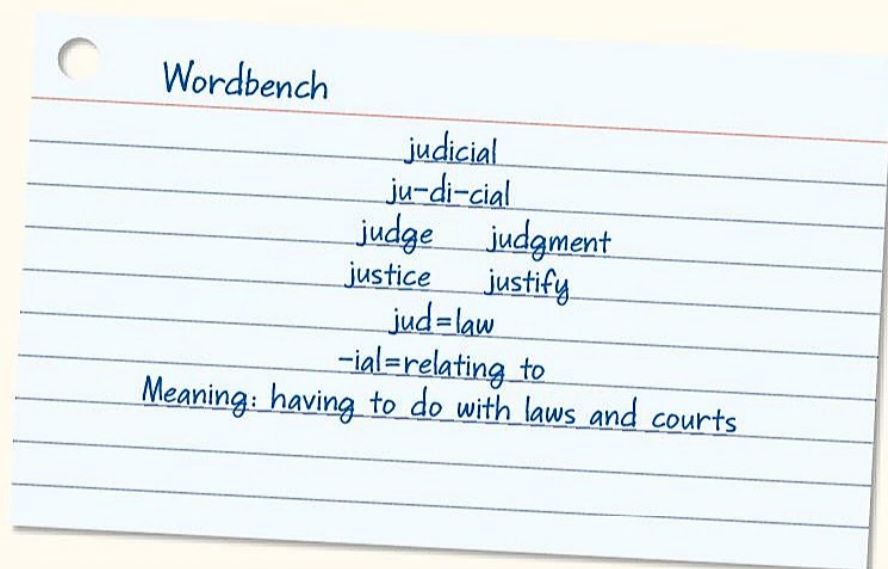 Wordbench
judicial
ju-di-cial
judge judgment
justice justify
jud=law
-ial=relating to
Meaning: having to do with laws and courts